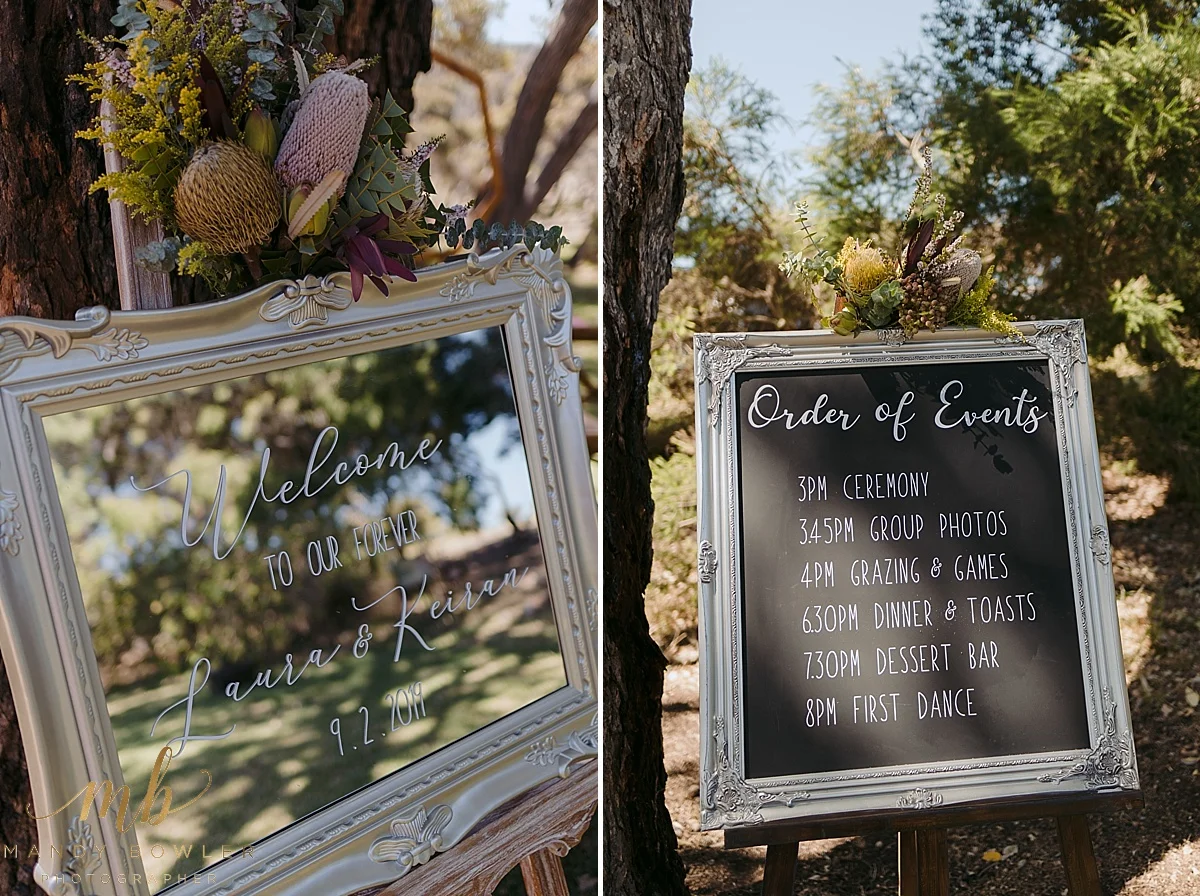 Welcome
TO OUR FOREVER
Laura & Keiran
9.2.2019
mb
MANDY BOWLER
PHOTOGRAPHER
Order of Events
3PM CEREMONY
3.45PM GROUP PHOTOS
4PM GRAZING & GAMES
6.30PM DINNER & TOASTS
7.30PM DESSERT BAR
8PM FIRST DANCE